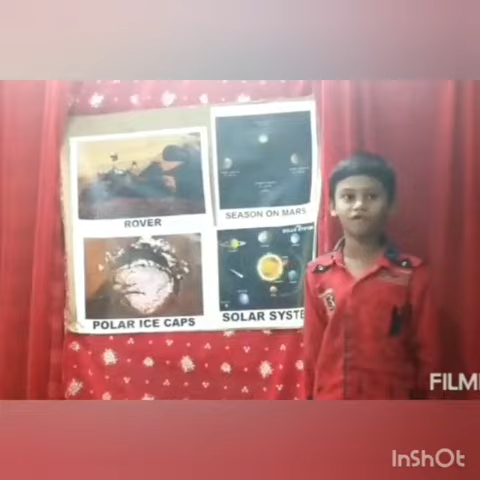 ROVER
SEASON ON MARS
POLAR ICE CAPS
SOLAR SYSTE
FILM
InShOt